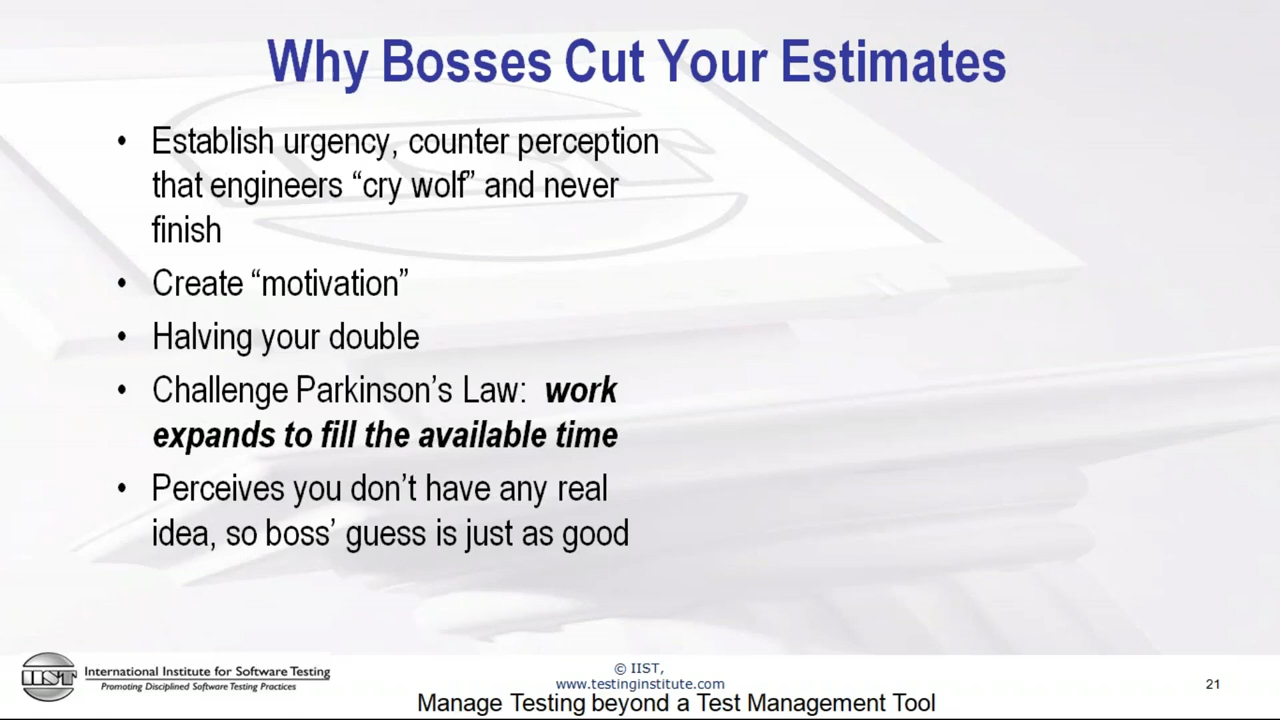 Why Bosses Cut Your Estimates
• Establish urgency, counter perception
that engineers “cry wolf” and never
finish
• Create “motivation”
• Halving your double
• Challenge Parkinson’s Law: work
expands to fill the available time
• Perceives you don’t have any real
idea, so boss’ guess is just as good
IIST
International Institute for Software Testing
Promoting Disciplined Software Testing Practices
© IIST,
www.testinginstitute.com
21
Manage Testing beyond a Test Management Tool